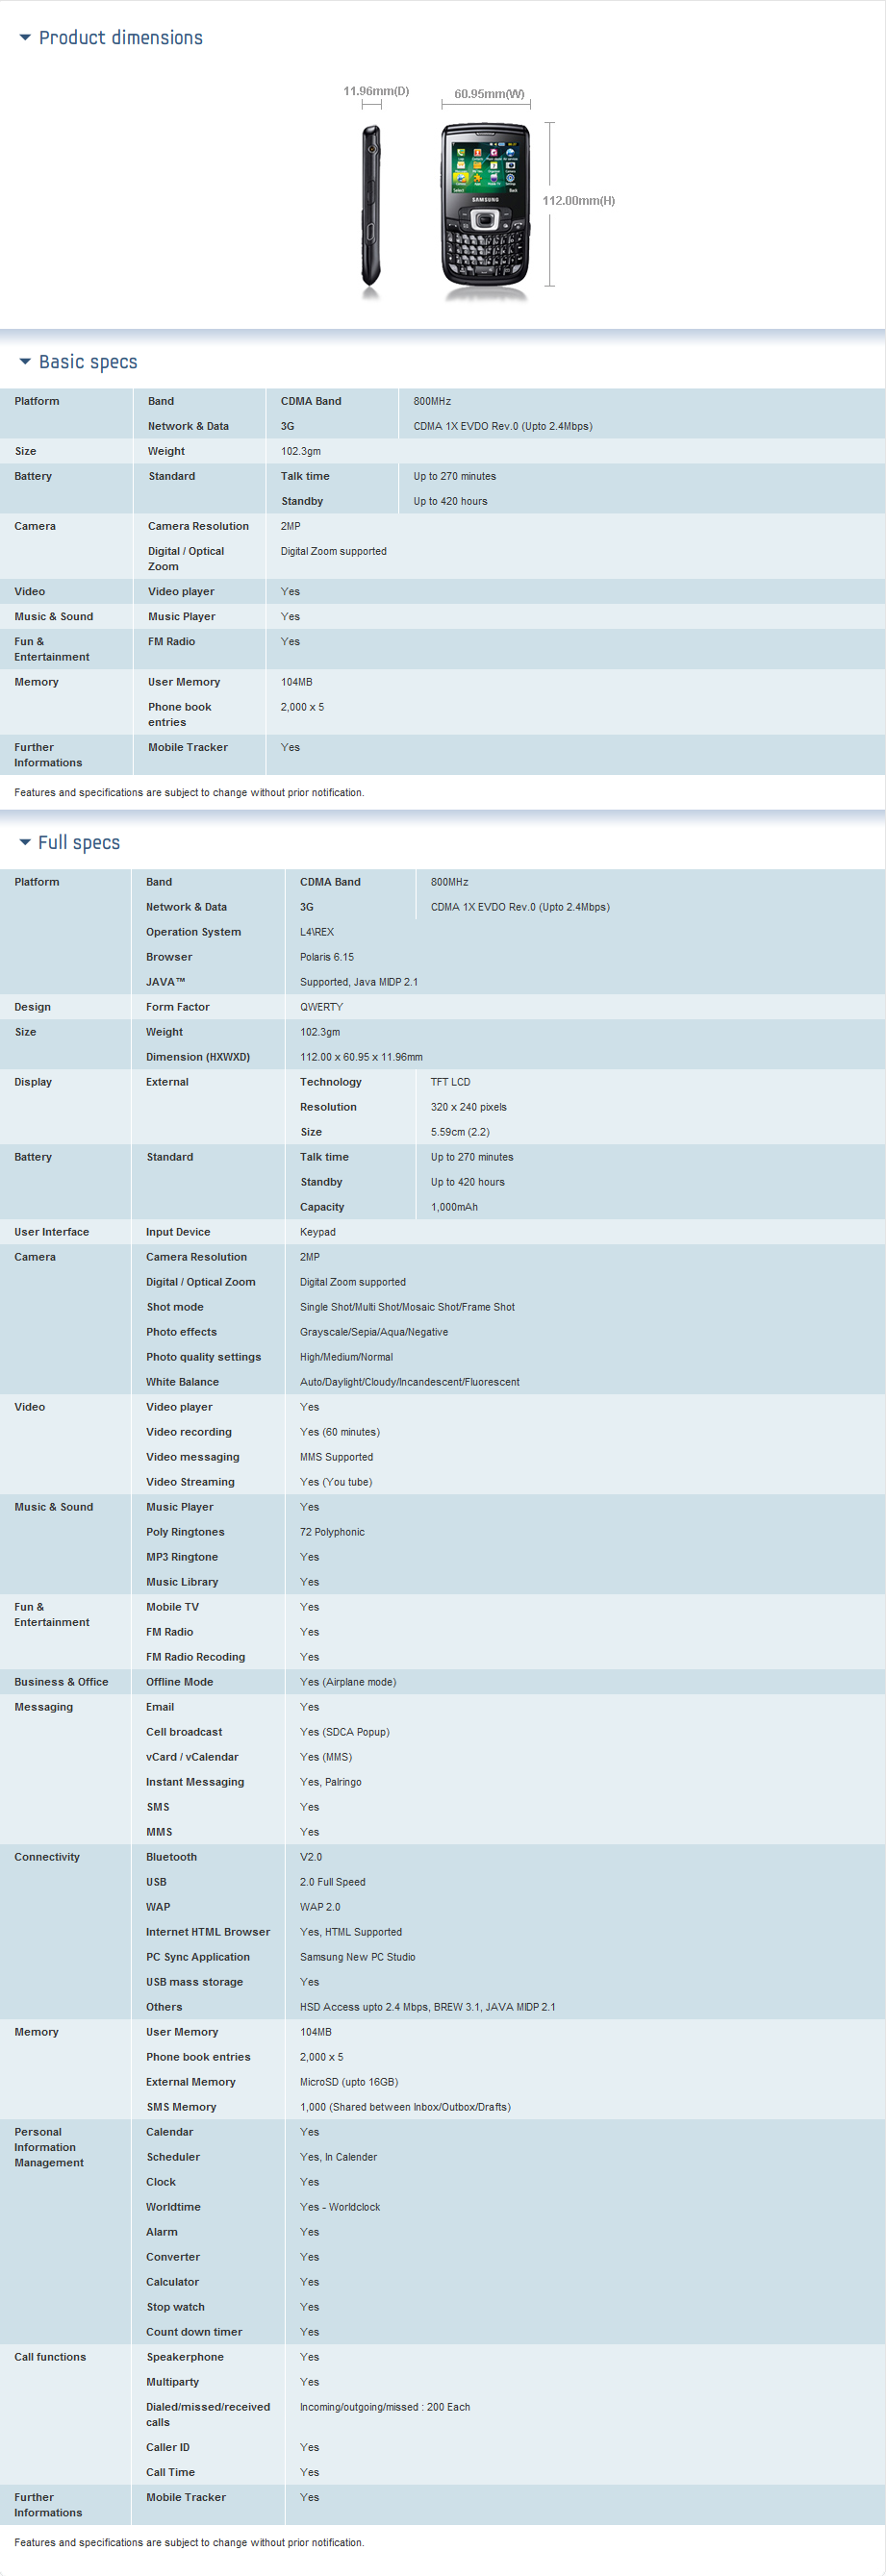 Product dimensions
11.96mm(D)
60.95mm(W)
112.00mm(H)
Select
Back
SAMSUNG
Basic specs
Platform Band CDMA Band 800MHz
Network & Data 3G CDMA 1X EVDO Rev.0 (Upto 2.4Mbps)
Size Weight 102.3gm
Battery Standard Talk time Up to 270 minutes
Standby Up to 420 hours
Camera Camera Resolution 2MP
Digital / Optical Digital Zoom supported
Zoom
Video Video player Yes
Music & Sound Music Player Yes
Fun & FM Radio Yes
Entertainment
Memory User Memory 104MB
Phone book 2,000 x 5
entries
Further Mobile Tracker Yes
Informations
Features and specifications are subject to change without prior notification.
Full specs
Platform Band CDMA Band 800MHz
Network & Data 3G CDMA 1X EVDO Rev.0 (Upto 2.4Mbps)
Operation System L4\REX
Browser Polaris 6.15
JAVA™ Supported, Java MIDP 2.1
Design Form Factor QWERTY
Size Weight 102.3gm
Dimension (HXWXD) 112.00 x 60.95 x 11.96mm
Display External Technology TFT LCD
Resolution 320 x 240 pixels
Size 5.59cm (2.2)
Battery Standard Talk time Up to 270 minutes
Standby Up to 420 hours
Capacity 1,000mAh
User Interface Input Device Keypad
Camera Camera Resolution 2MP
Digital / Optical Zoom Digital Zoom supported
Shot mode Single Shot/Multi Shot/Mosaic Shot/Frame Shot
Photo effects Grayscale/Sepia/Aqua/Negative
Photo quality settings High/Medium/Normal
White Balance Auto/Daylight/Cloudy/Incandescent/Fluorescent
Video Video player Yes
Video recording Yes (60 minutes)
Video messaging MMS Supported
Video Streaming Yes (You tube)
Music & Sound Music Player Yes
Poly Ringtones 72 Polyphonic
MP3 Ringtone Yes
Music Library Yes
Fun & Mobile TV Yes
Entertainment
FM Radio Yes
FM Radio Recoding Yes
Business & Office Offline Mode Yes (Airplane mode)
Messaging Email Yes
Cell broadcast Yes (SDCA Popup)
vCard / vCalendar Yes (MMS)
Instant Messaging Yes, Palringo
SMS Yes
MMS Yes
Connectivity Bluetooth V2.0
USB 2.0 Full Speed
WAP WAP 2.0
Internet HTML Browser Yes, HTML Supported
PC Sync Application Samsung New PC Studio
USB mass storage Yes
Others HSD Access upto 2.4 Mbps, BREW 3.1, JAVA MIDP 2.1
Memory User Memory 104MB
Phone book entries 2,000 x 5
External Memory MicroSD (upto 16GB)
SMS Memory 1,000 (Shared between Inbox/Outbox/Drafts)
Personal Calendar Yes
Information
Management Scheduler Yes, In Calender
Clock Yes
Worldtime Yes - Worldclock
Alarm Yes
Converter Yes
Calculator Yes
Stop watch Yes
Count down timer Yes
Call functions Speakerphone Yes
Multiparty Yes
Dialed/missed/received Incoming/outgoing/missed : 200 Each
calls
Caller ID Yes
Call Time Yes
Further Mobile Tracker Yes
Informations
Features and specifications are subject to change without prior notification.